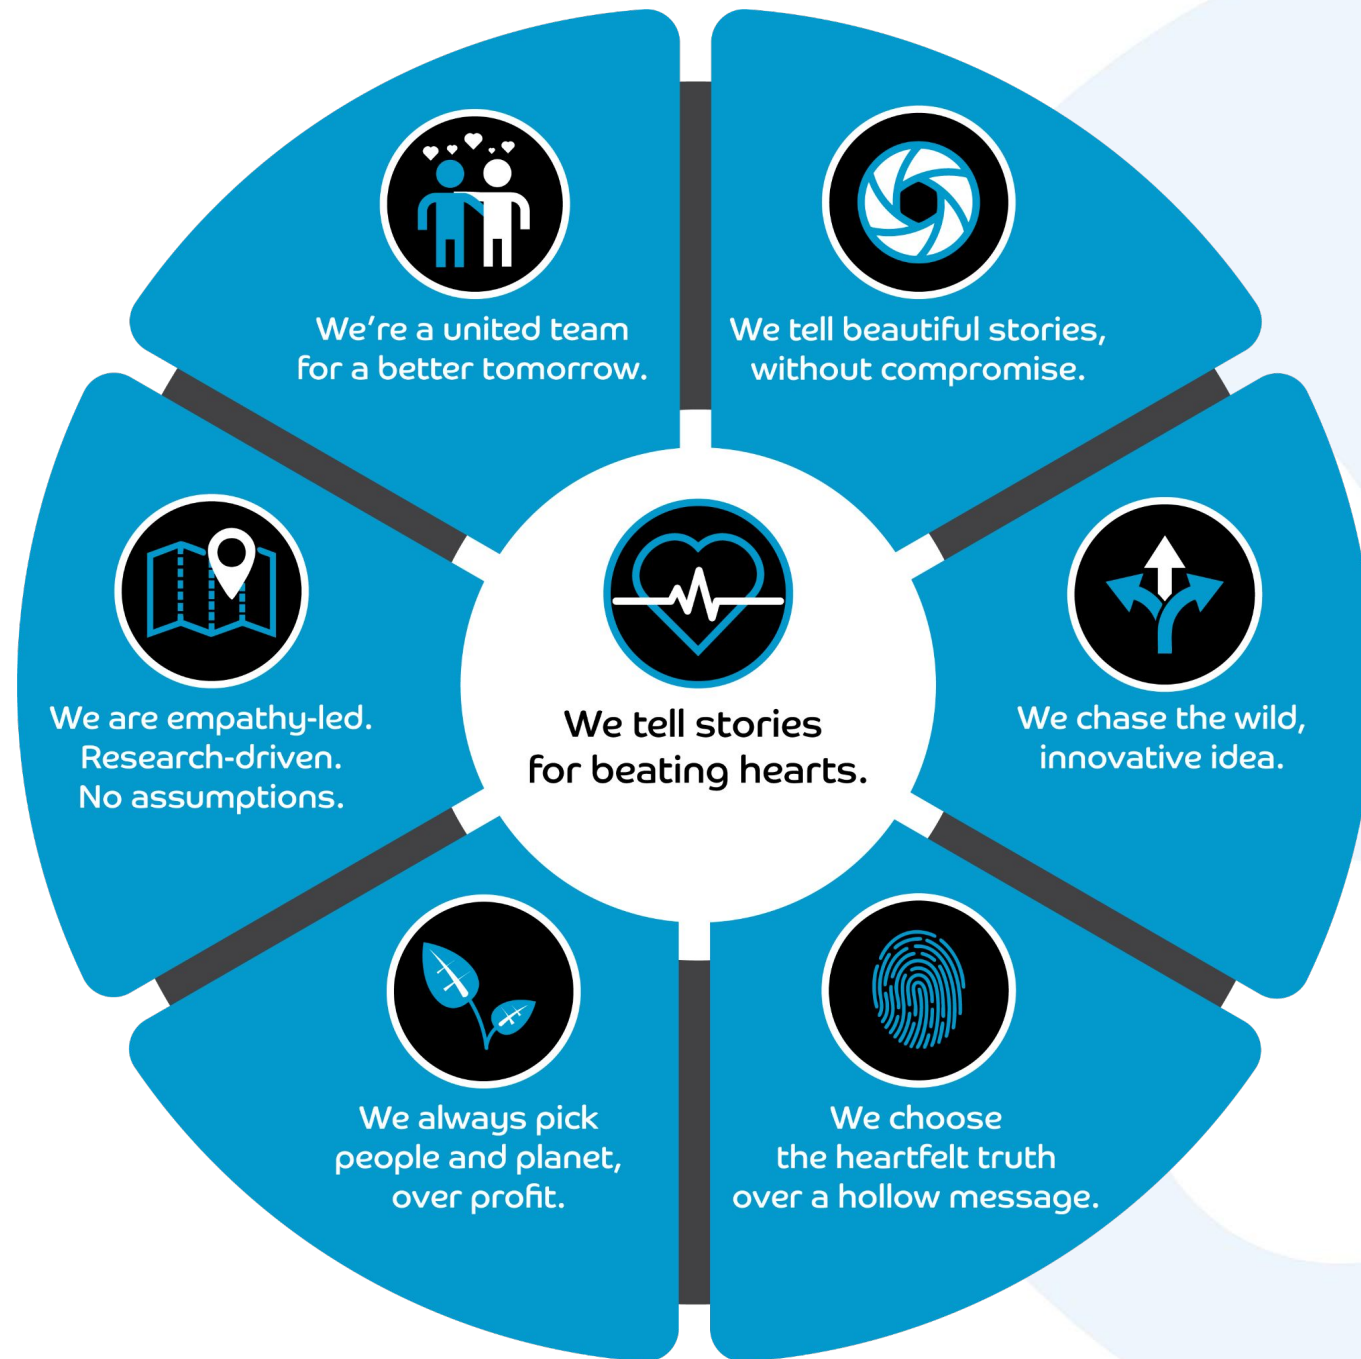 We're a united team
for a better tomorrow.
We tell beautiful stories,
without compromise.
We are empathy-led.
Research-driven.
No assumptions.
We tell stories
for beating hearts.
We chase the wild,
innovative idea.
We always pick
people and planet,
over profit.
We choose
the heartfelt truth
over a hollow message.